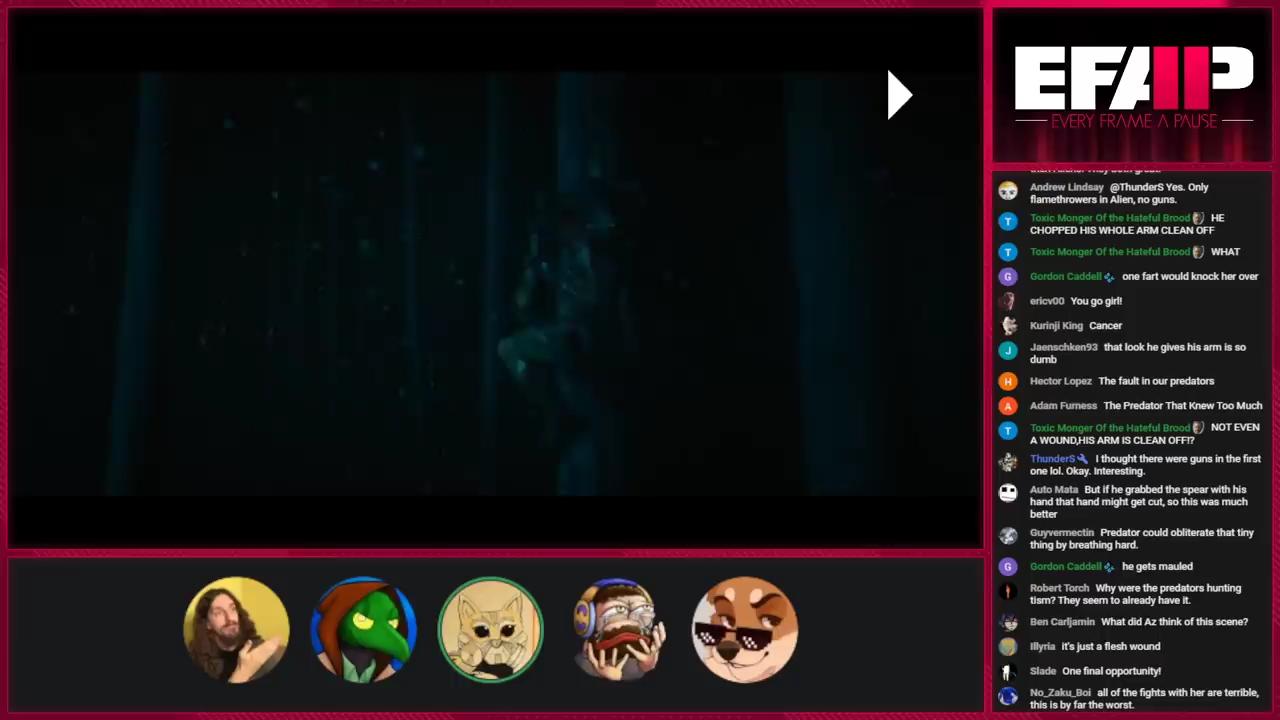 EFAP
EVERY FRAME A PAUSE
Andrew Lindsay @ThunderS Yes. Only
flamethrowers in Alien, no guns.
Toxic Monger Of the Hateful Brood HE
CHOPPED HIS WHOLE ARM CLEAN OFF
Toxic Monger Of the Hateful Brood WHAT
Gordon Caddell one fart would knock her over
ericv00 You go girl!
Kurinji King Cancer
Jaenschken93 that look he gives his arm is so
dumb
Hector Lopez The fault in our predators
Adam Furness The Predator That Knew Too Much
Toxic Monger Of the Hateful Brood NOT EVEN
A WOUND,HIS ARM IS CLEAN OFF!?
ThunderS I thought there were guns in the first
one lol. Okay. Interesting.
Auto Mata But if he grabbed the spear with his
hand that hand might get cut, so this was much
better
Guyvermectin Predator could obliterate that tiny
thing by breathing hard.
Gordon Caddell he gets mauled
Robert Torch Why were the predators hunting
tism? They seem to already have it.
Ben Carljamin What did Az think of this scene?
Illyria it's just a flesh wound
Slade One final opportunity!
No_Zaku_Boi all of the fights with her are terrible,
this is by far the worst.